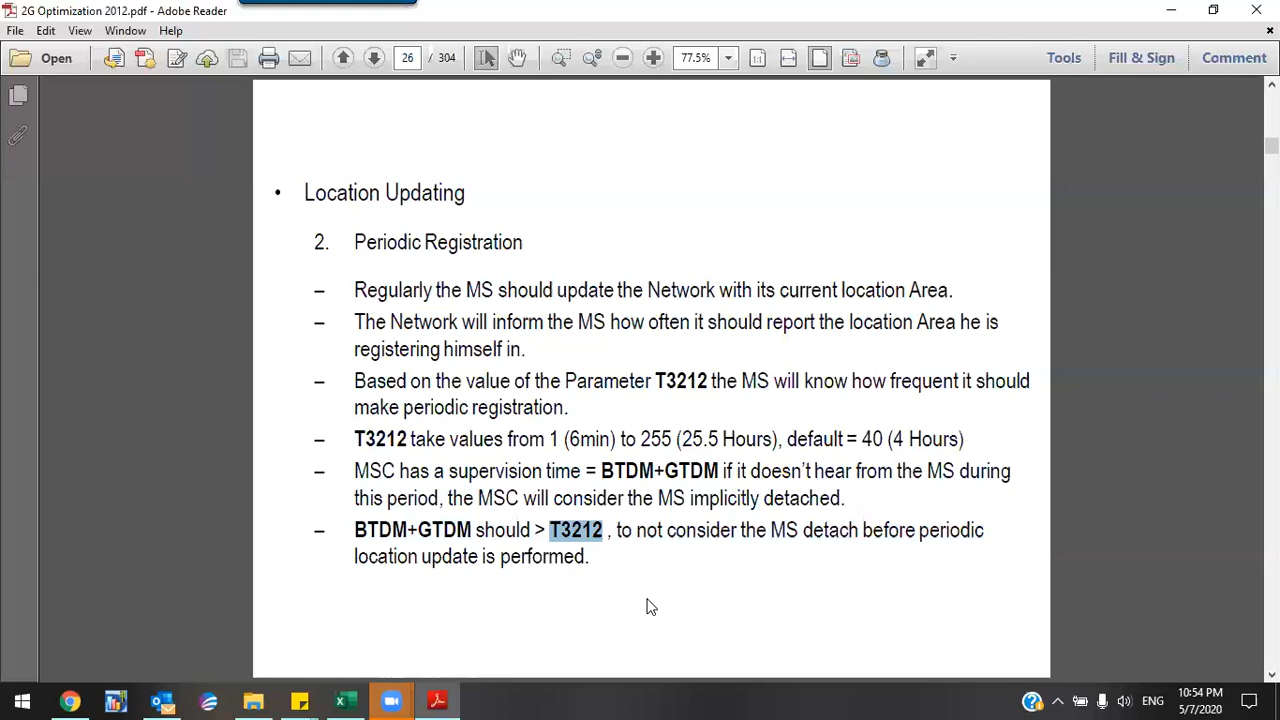 2G Optimization 2012.pdf - Adobe Reader
File Edit View Window Help
Open 26 / 304 77.5% Tools Fill & Sign Comment
• Location Updating
2. Periodic Registration
– Regularly the MS should update the Network with its current location Area.
– The Network will inform the MS how often it should report the location Area he is
registering himself in.
– Based on the value of the Parameter T3212 the MS will know how frequent it should
make periodic registration.
– T3212 take values from 1 (6min) to 255 (25.5 Hours), default = 40 (4 Hours)
– MSC has a supervision time = BTDM+GTDM if it doesn't hear from the MS during
this period, the MSC will consider the MS implicitly detached.
– BTDM+GTDM should > T3212 , to not consider the MS detach before periodic
location update is performed.
ENG
10:54 PM
5/7/2020